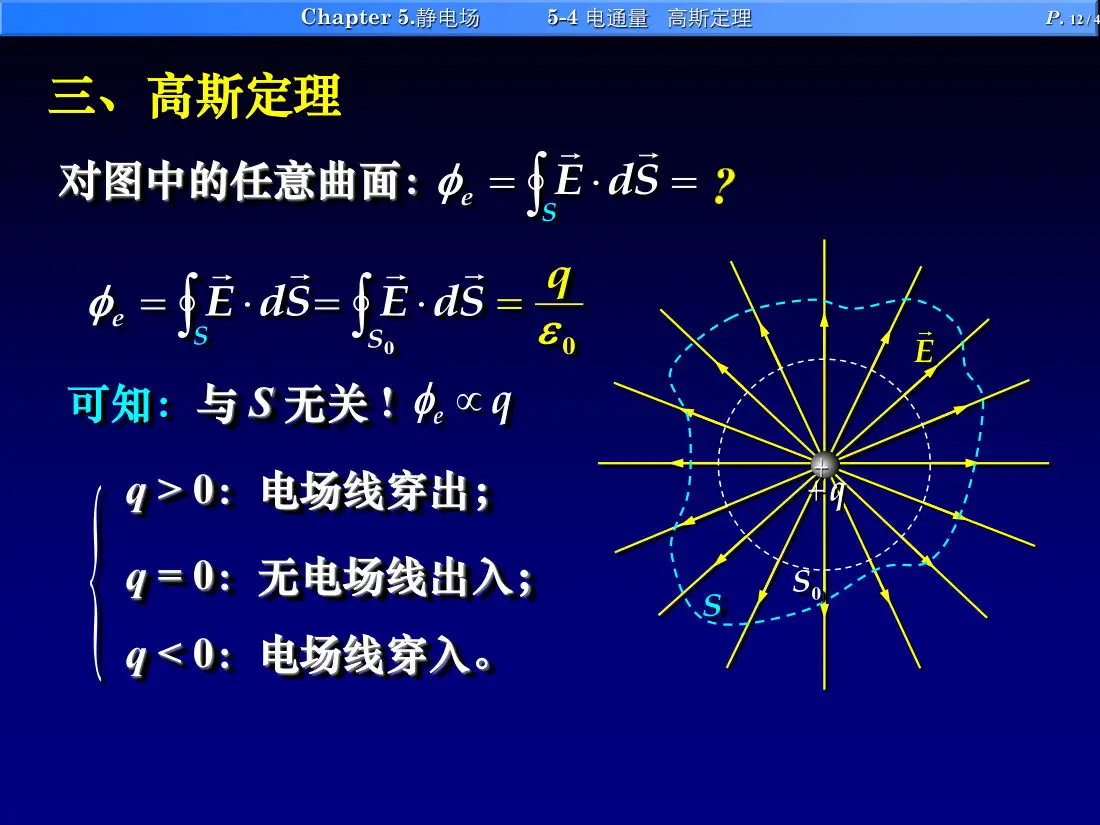 Chapter 5.静电场 5-4 电通量 高斯定理 P. 12 / 4
三、高斯定理
对图中的任意曲面：ϕₑ = ∮_S E⃗ · dS⃗ = ?
ϕₑ = ∮_S E⃗ · dS⃗ = ∮_S₀ E⃗ · dS⃗ = q/ε₀
可知：与 S 无关！ϕₑ ∝ q
q > 0：电场线穿出；
q = 0：无电场线出入；
q < 0：电场线穿入。
E⃗
+
+q
S₀
S